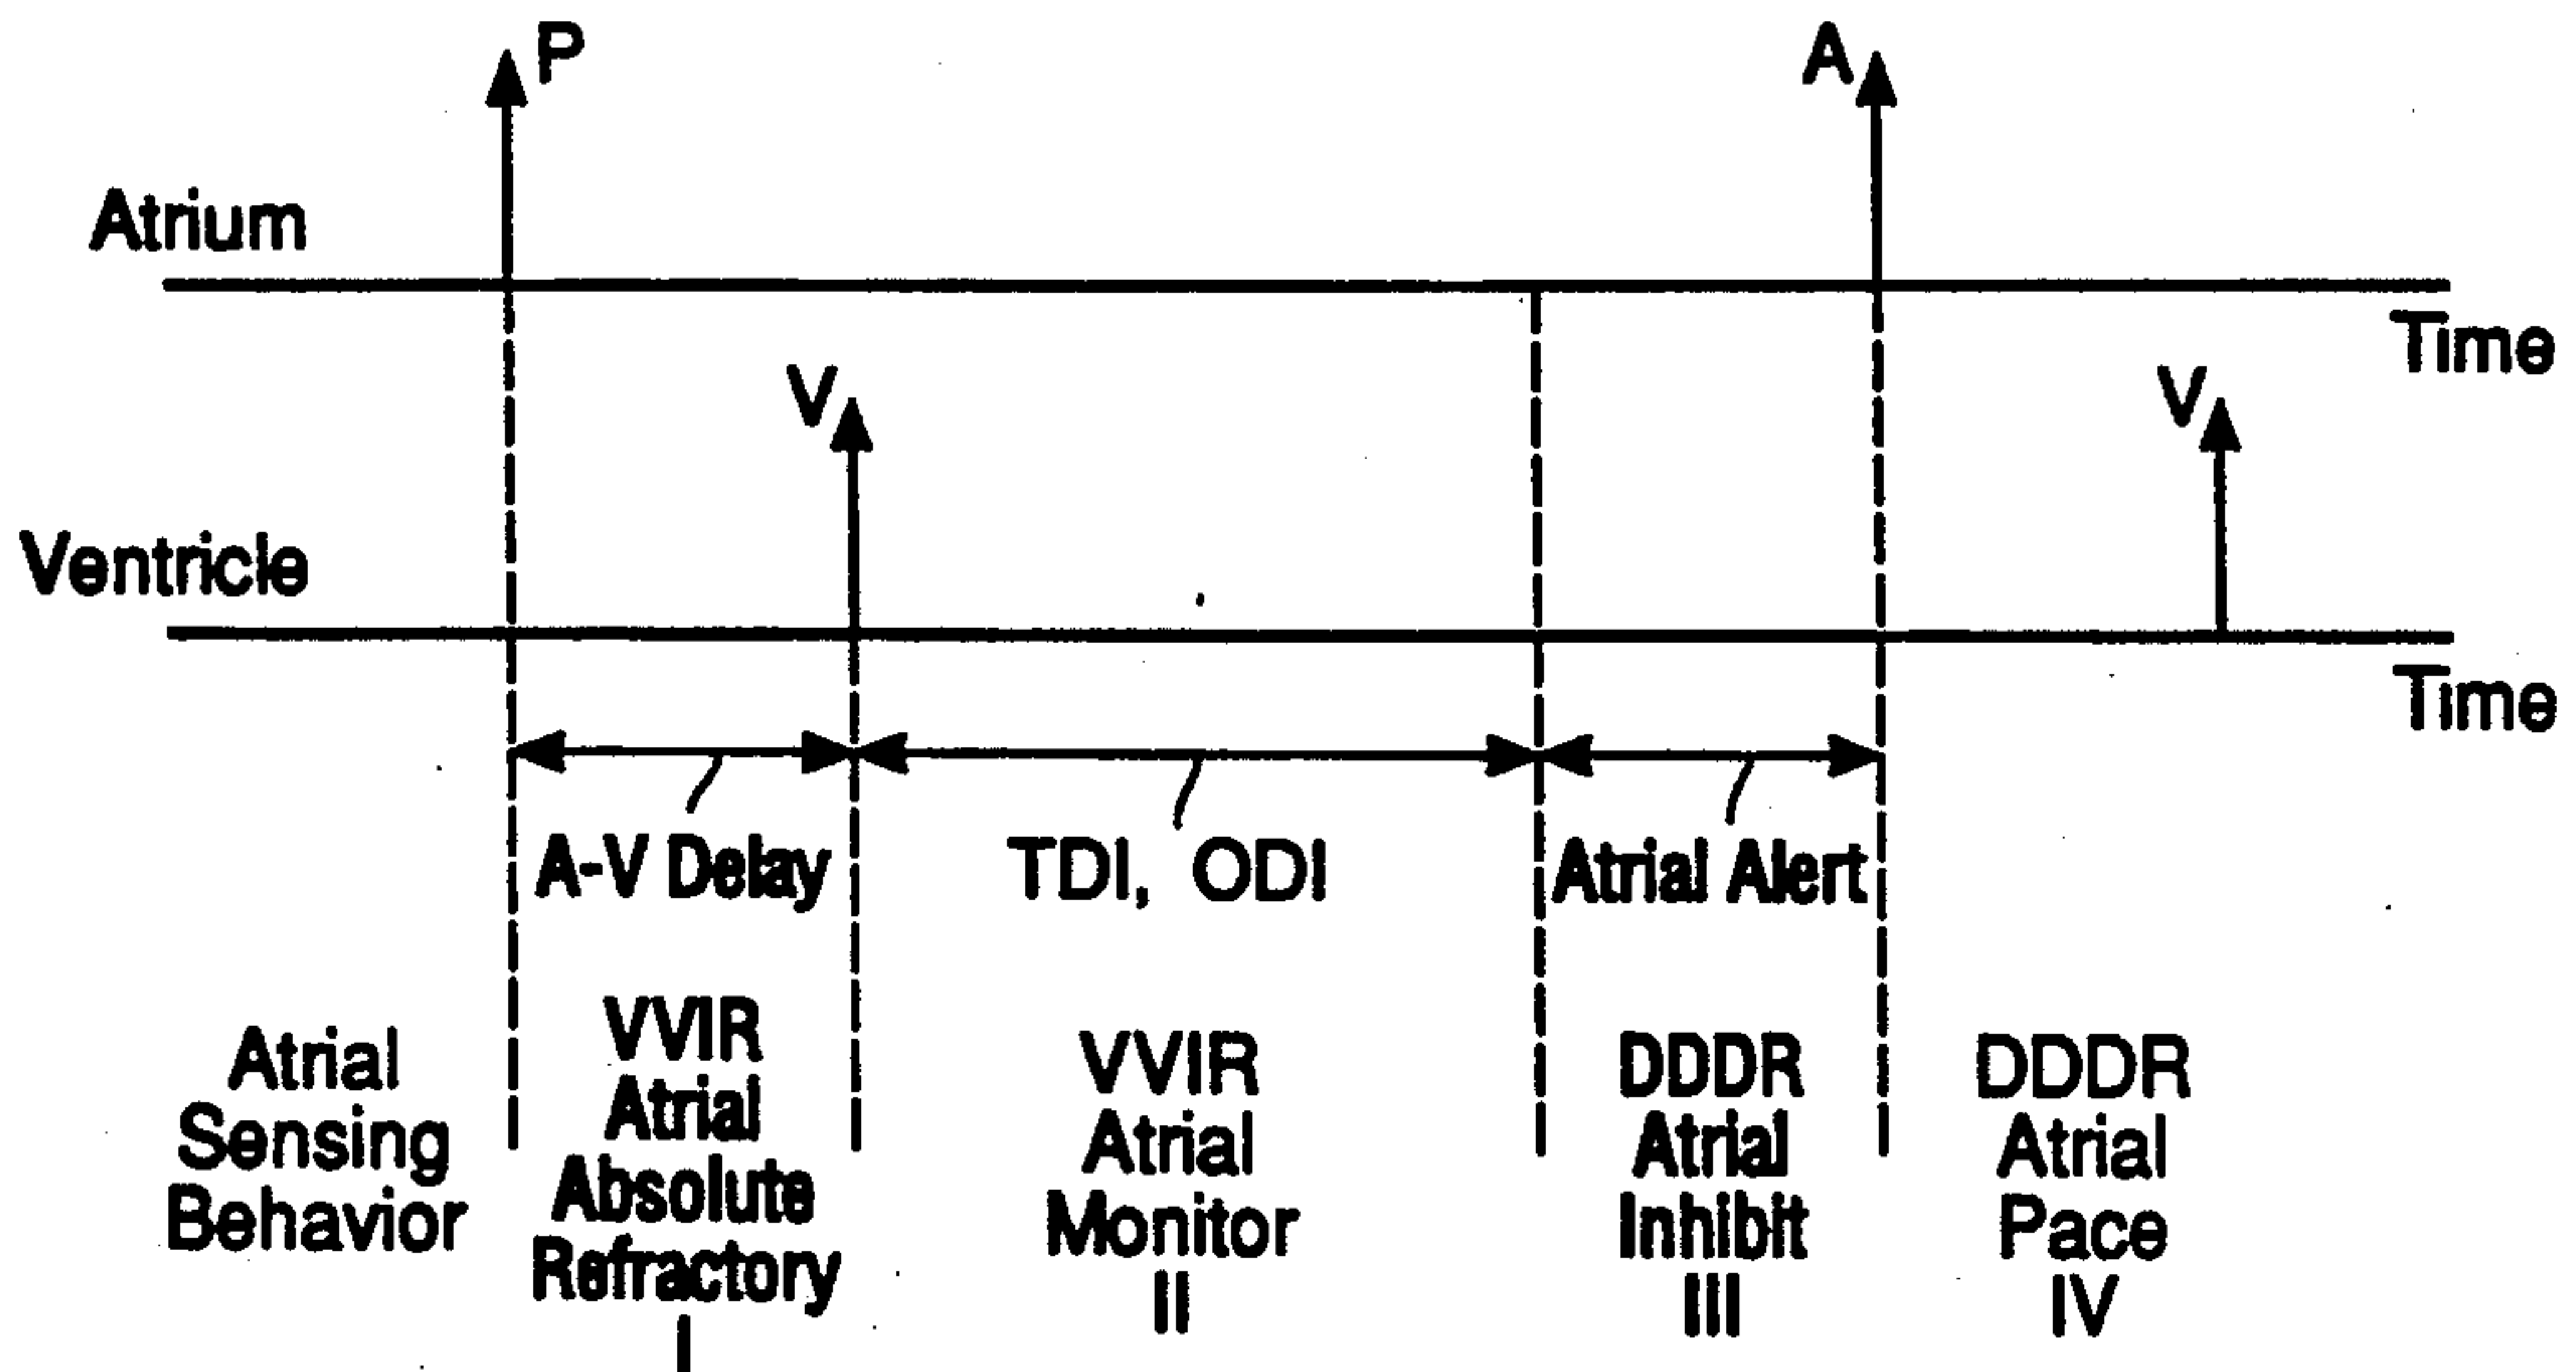 P
A
Atrium
Time
V
V
Ventricle
Time
A-V Delay
TDI, ODI
Atrial Alert
Atrial
Sensing
Behavior
VVIR
Atrial
Absolute
Refractory
I
VVIR
Atrial
Monitor
II
DDDR
Atrial
Inhibit
III
DDDR
Atrial
Pace
IV